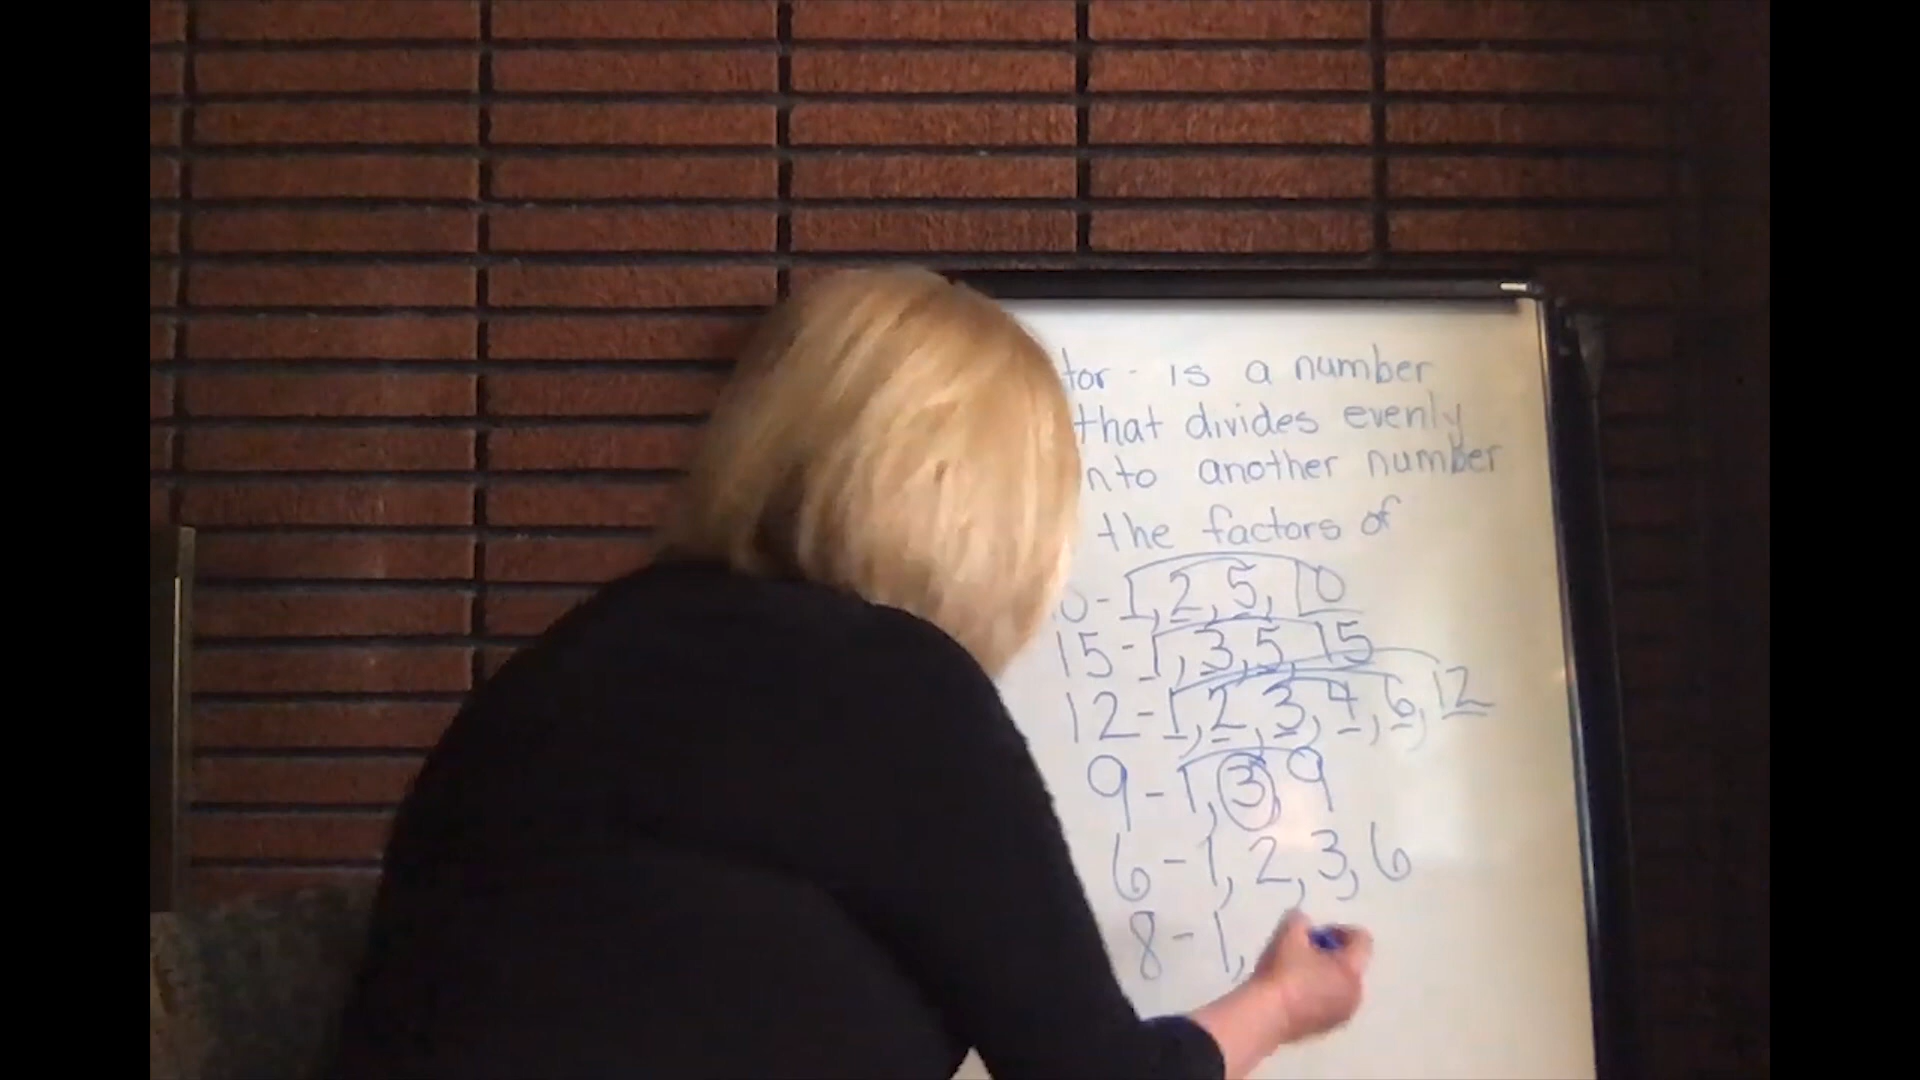 tor - is a number
that divides evenly
nto another number
the factors of
0 - 1, 2, 5, 10
15 - 1, 3, 5, 15
12 - 1, 2, 3, 4, 6, 12
9 - 1, 3, 9
6 - 1, 2, 3, 6
8 - 1,